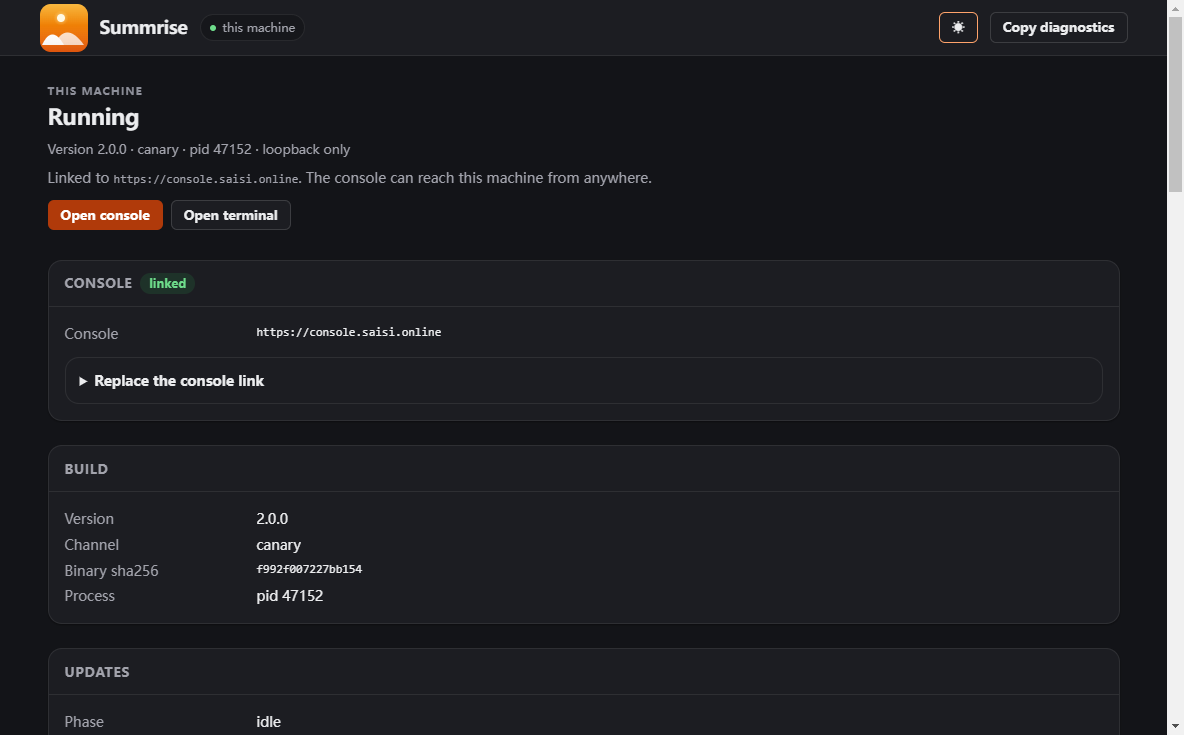 Summrise
this machine
Copy diagnostics
THIS MACHINE
Running
Version 2.0.0 · canary · pid 47152 · loopback only
Linked to https://console.saisi.online. The console can reach this machine from anywhere.
Open console
Open terminal
CONSOLE linked
Console https://console.saisi.online
Replace the console link
BUILD
Version 2.0.0
Channel canary
Binary sha256 f992f007227bb154
Process pid 47152
UPDATES
Phase idle